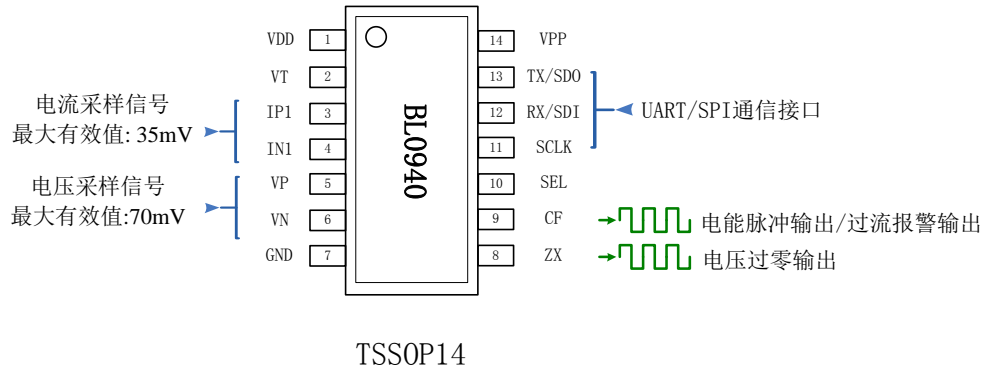 VDD 1 14 VPP
VT 2 13 TX/SDO
电流采样信号
最大有效值: 35mV
IP1 3 12 RX/SDI
UART/SPI通信接口
IN1 4 11 SCLK
电压采样信号
最大有效值:70mV
VP 5 10 SEL
VN 6 9 CF
电能脉冲输出/过流报警输出
GND 7 8 ZX
电压过零输出
BL0940
TSSOP14